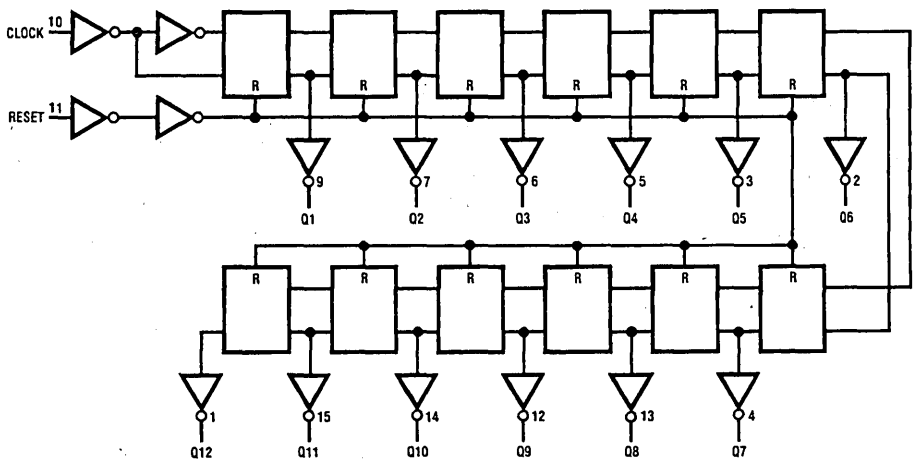 CLOCK 10
R R R R R R
RESET 11
9 7 6 5 3 2
Q1 Q2 Q3 Q4 Q5 Q6
R R R R R R
1 15 14 12 13 4
Q12 Q11 Q10 Q9 Q8 Q7